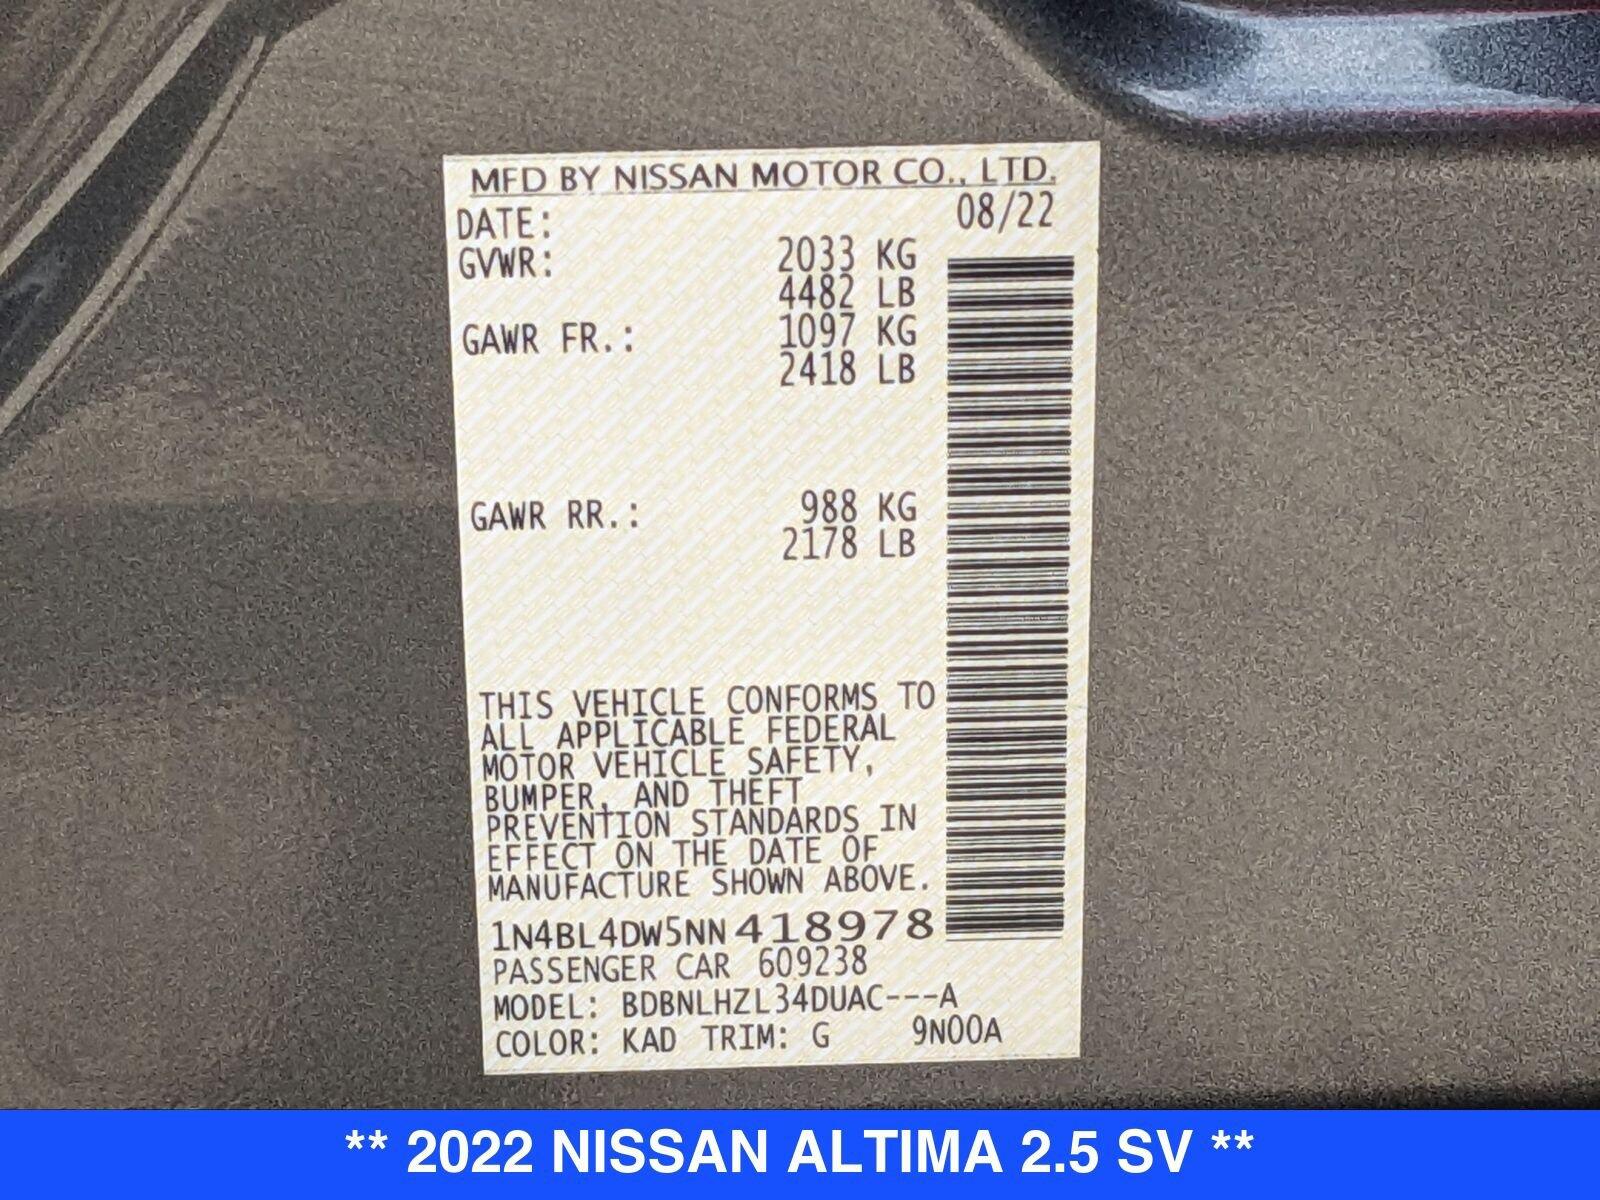 MFD BY NISSAN MOTOR CO., LTD.
DATE: 08/22
GVWR: 2033 KG
4482 LB
GAWR FR.: 1097 KG
2418 LB
GAWR RR.: 988 KG
2178 LB
THIS VEHICLE CONFORMS TO
ALL APPLICABLE FEDERAL
MOTOR VEHICLE SAFETY,
BUMPER, AND THEFT
PREVENTION STANDARDS IN
EFFECT ON THE DATE OF
MANUFACTURE SHOWN ABOVE.
1N4BL4DW5NN418978
PASSENGER CAR 609238
MODEL: BDBNLHZL34DUAC---A
COLOR: KAD TRIM: G 9N00A
** 2022 NISSAN ALTIMA 2.5 SV **